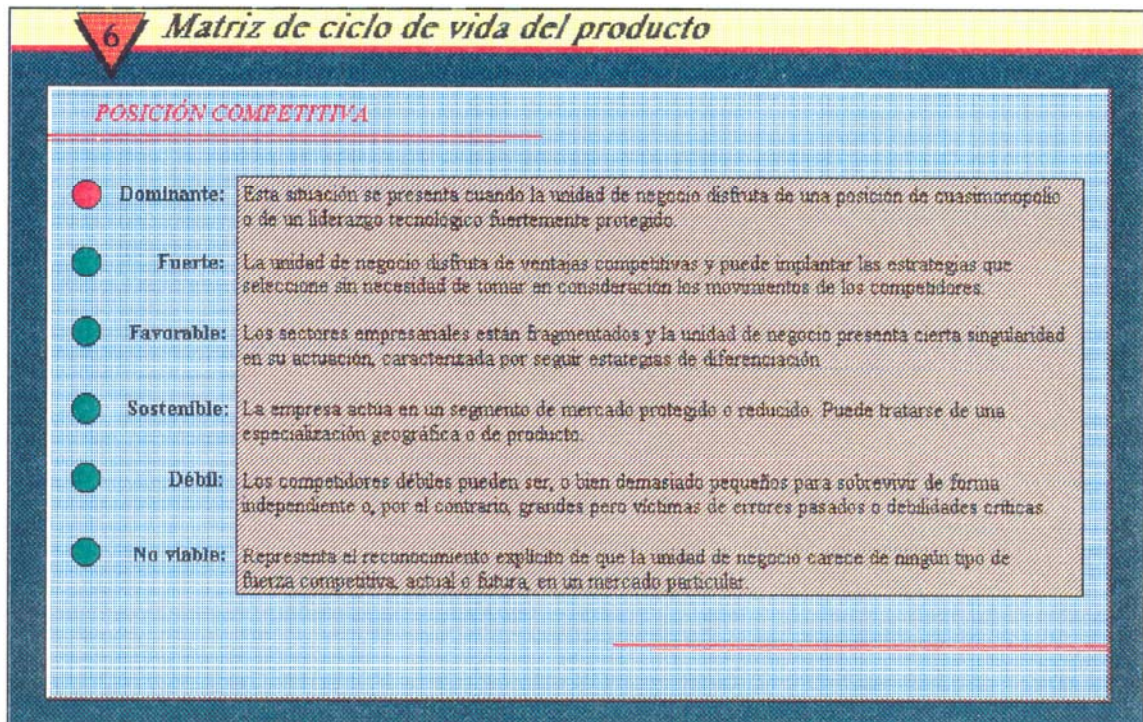 6 Matriz de ciclo de vida del producto
POSICIÓN COMPETITIVA
Dominante: Esta situación se presenta cuando la unidad de negocio disfruta de una posición de cuasimonopolio
o de un liderazgo tecnológico fuertemente protegido.
Fuerte: La unidad de negocio disfruta de ventajas competitivas y puede implantar las estrategias que
seleccione sin necesidad de tomar en consideración los movimientos de los competidores.
Favorable: Los sectores empresariales están fragmentados y la unidad de negocio presenta cierta singularidad
en su actuación, caracterizada por seguir estategias de diferenciación
Sostenible: La empresa actúa en un segmento de mercado protegido o reducido. Puede tratarse de una
especialización geográfica o de producto.
Débil: Los competidores débiles pueden ser, o bien demasiado pequeños para sobrevivir de forma
independiente o, por el contrario, grandes pero víctimas de errores pasados o debilidades críticas
No viable: Representa el reconocimiento explícito de que la unidad de negocio carece de ningún tipo de
fuerza competitiva, actual o futura, en un mercado particular.